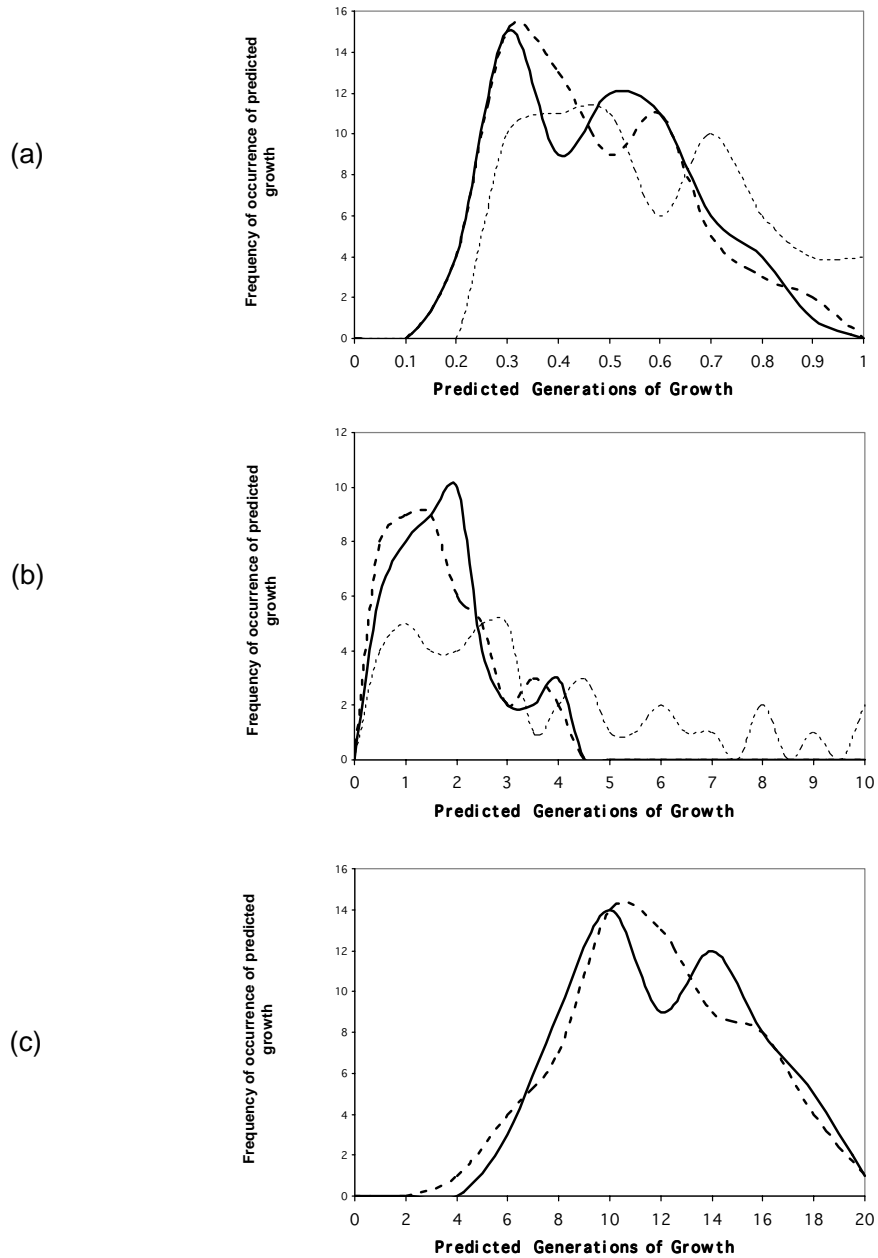 (a)
Frequency of occurrence of predicted
growth
16
14
12
10
8
6
4
2
0
0 0.1 0.2 0.3 0.4 0.5 0.6 0.7 0.8 0.9 1
Predicted Generations of Growth
(b)
Frequency of occurrence of predicted
growth
12
10
8
6
4
2
0
0 1 2 3 4 5 6 7 8 9 10
Predicted Generations of Growth
(c)
Frequency of occurrence of predicted
growth
16
14
12
10
8
6
4
2
0
0 2 4 6 8 10 12 14 16 18 20
Predicted Generations of Growth